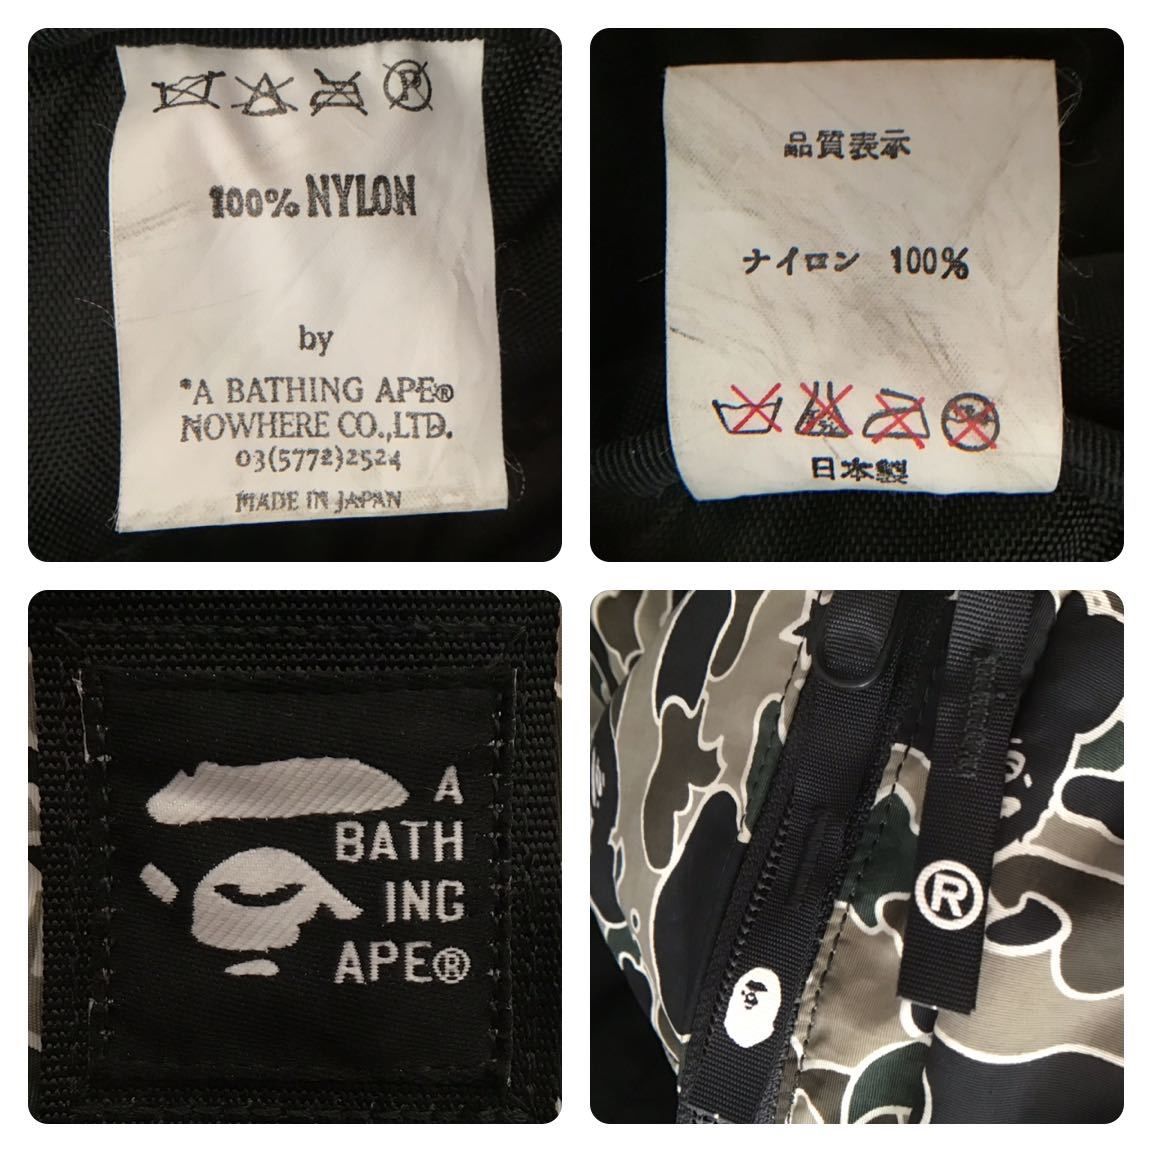 100% NYLON
by
*A BATHING APE®
NOWHERE CO.,LTD.
03(5772)2524
MADE IN JAPAN
品質表示
ナイロン 100%
日本製
A
BATH
ING
APE®
®